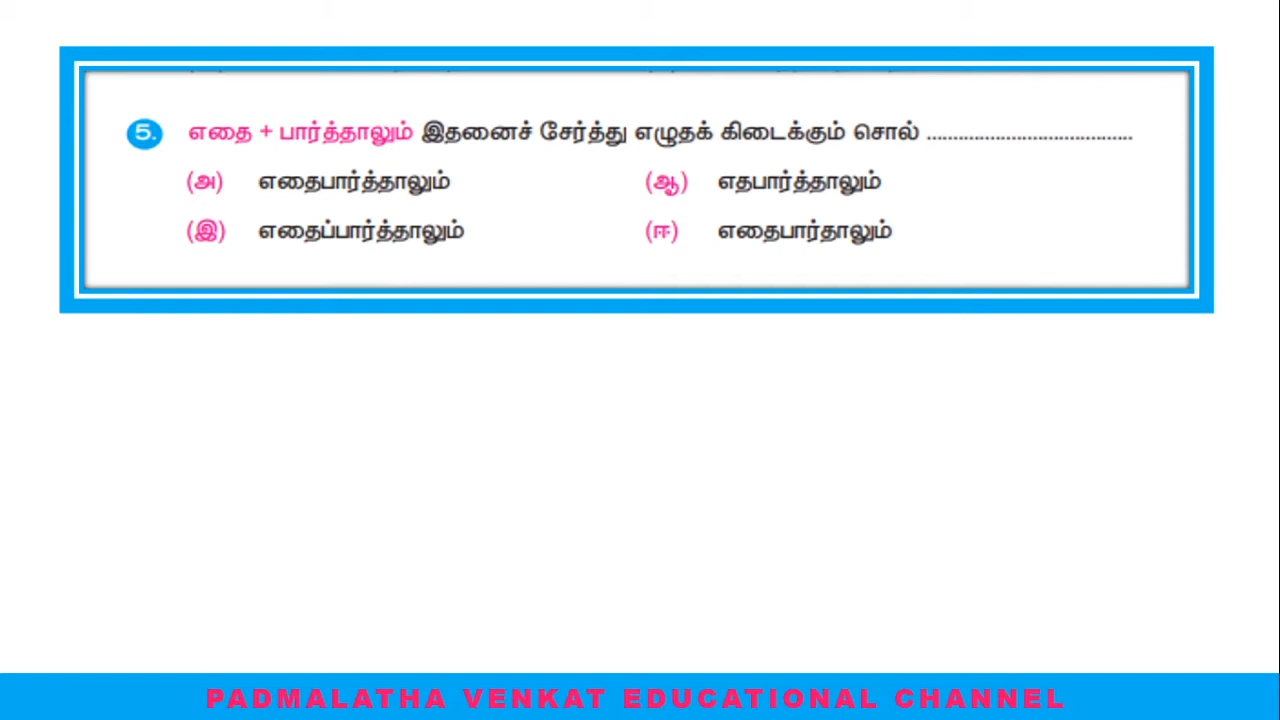 5. எதை + பார்த்தாலும் இதனைச் சேர்த்து எழுதக் கிடைக்கும் சொல் ......................................
(அ) எதைபார்த்தாலும் (ஆ) எதபார்த்தாலும்
(இ) எதைப்பார்த்தாலும் (ஈ) எதைபார்தாலும்
PADMALATHA VENKAT EDUCATIONAL CHANNEL